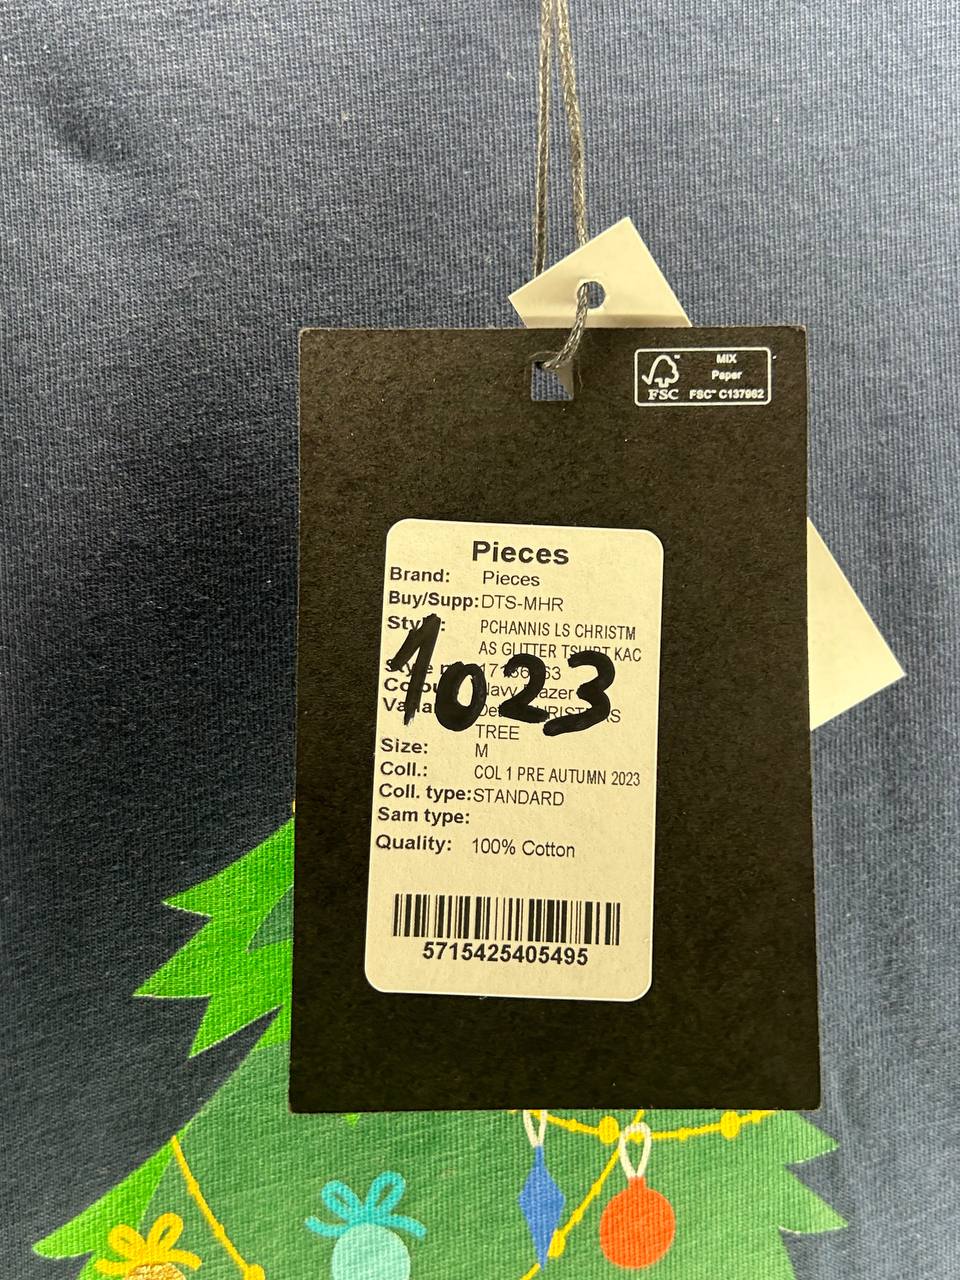 MIX
Paper
FSC™ C137962
FSC
Pieces
Brand: Pieces
Buy/Supp: DTS-MHR
PCHANNIS LS CHRISTM
AS GLITTER TSHIRT KAC
1023
TREE
Size: M
Coll.: COL 1 PRE AUTUMN 2023
Coll. type: STANDARD
Sam type:
Quality: 100% Cotton
5715425405495